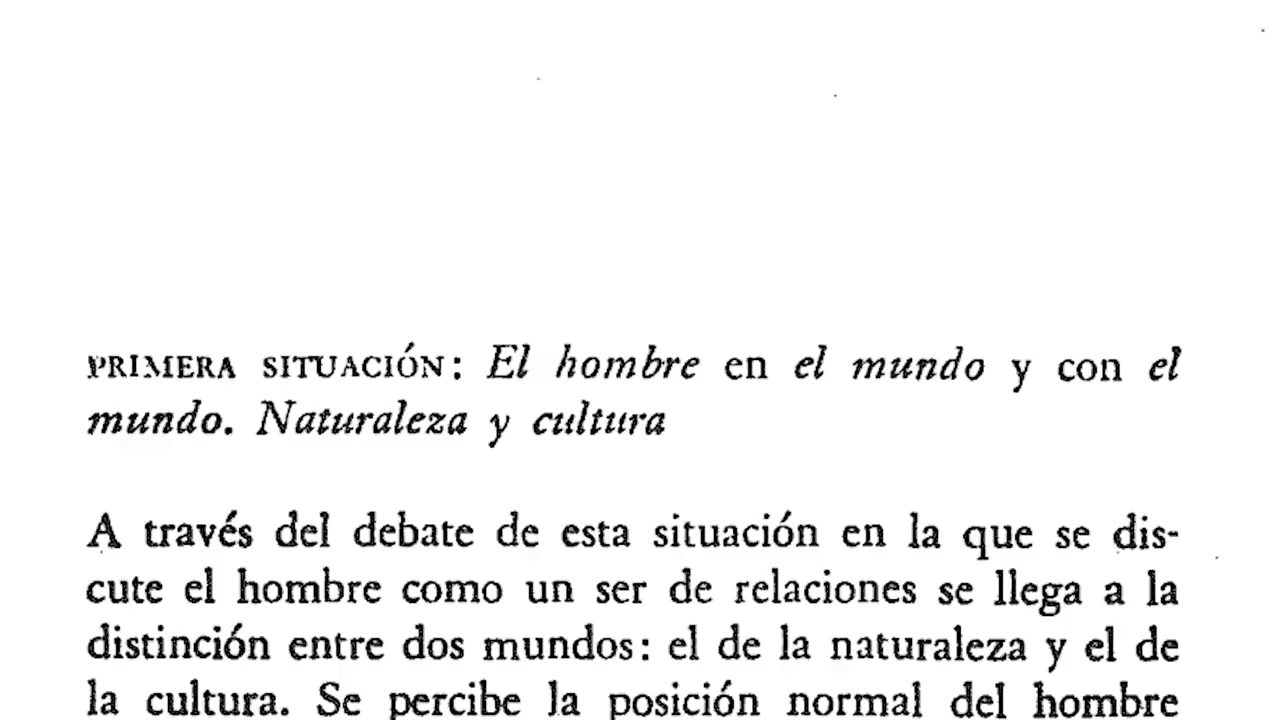 PRIMERA SITUACIÓN: El hombre en el mundo y con el
mundo. Naturaleza y cultura
A través del debate de esta situación en la que se dis-
cute el hombre como un ser de relaciones se llega a la
distinción entre dos mundos: el de la naturaleza y el de
la cultura. Se percibe la posición normal del hombre